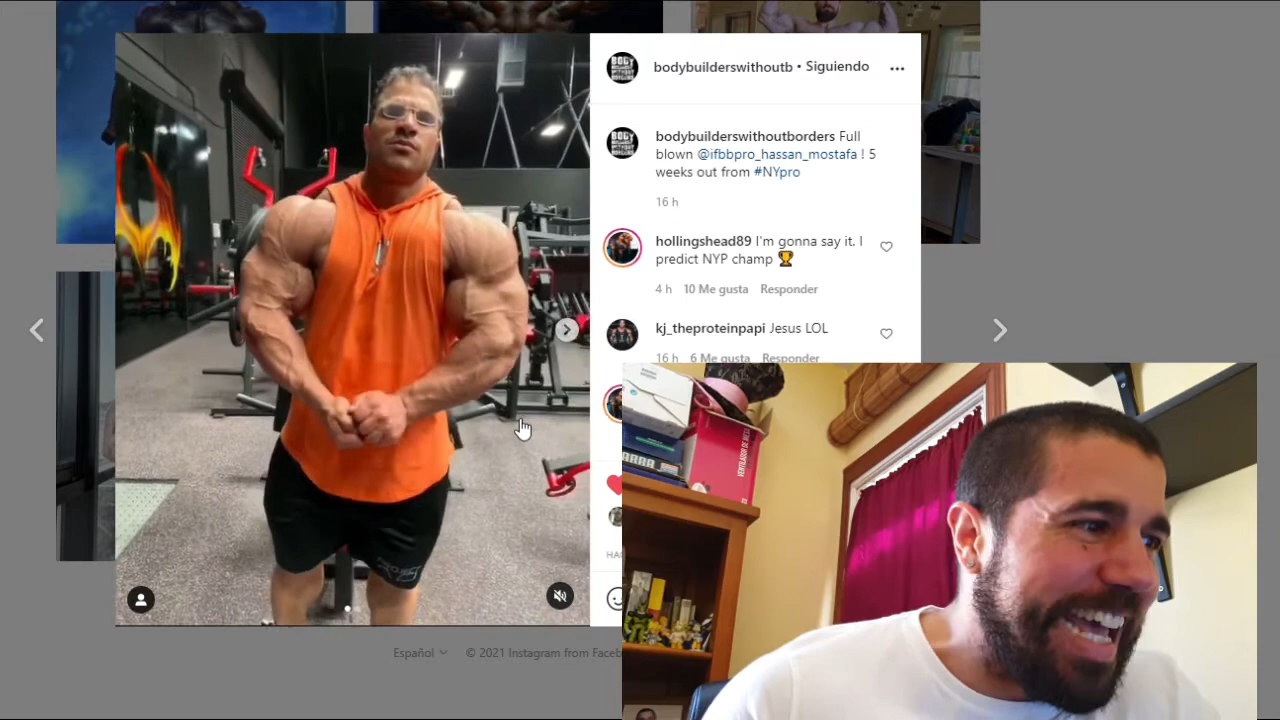 bodybuilderswithoutb • Siguiendo
bodybuilderswithoutborders Full
blown @ifbbpro_hassan_mostafa ! 5
weeks out from #NYpro
16 h
hollingshead89 I'm gonna say it. I
predict NYP champ 🏆
4 h 10 Me gusta Responder
kj_theproteinpapi Jesus LOL
16 h 6 Me gusta Responder
Español
© 2021 Instagram from Faceb